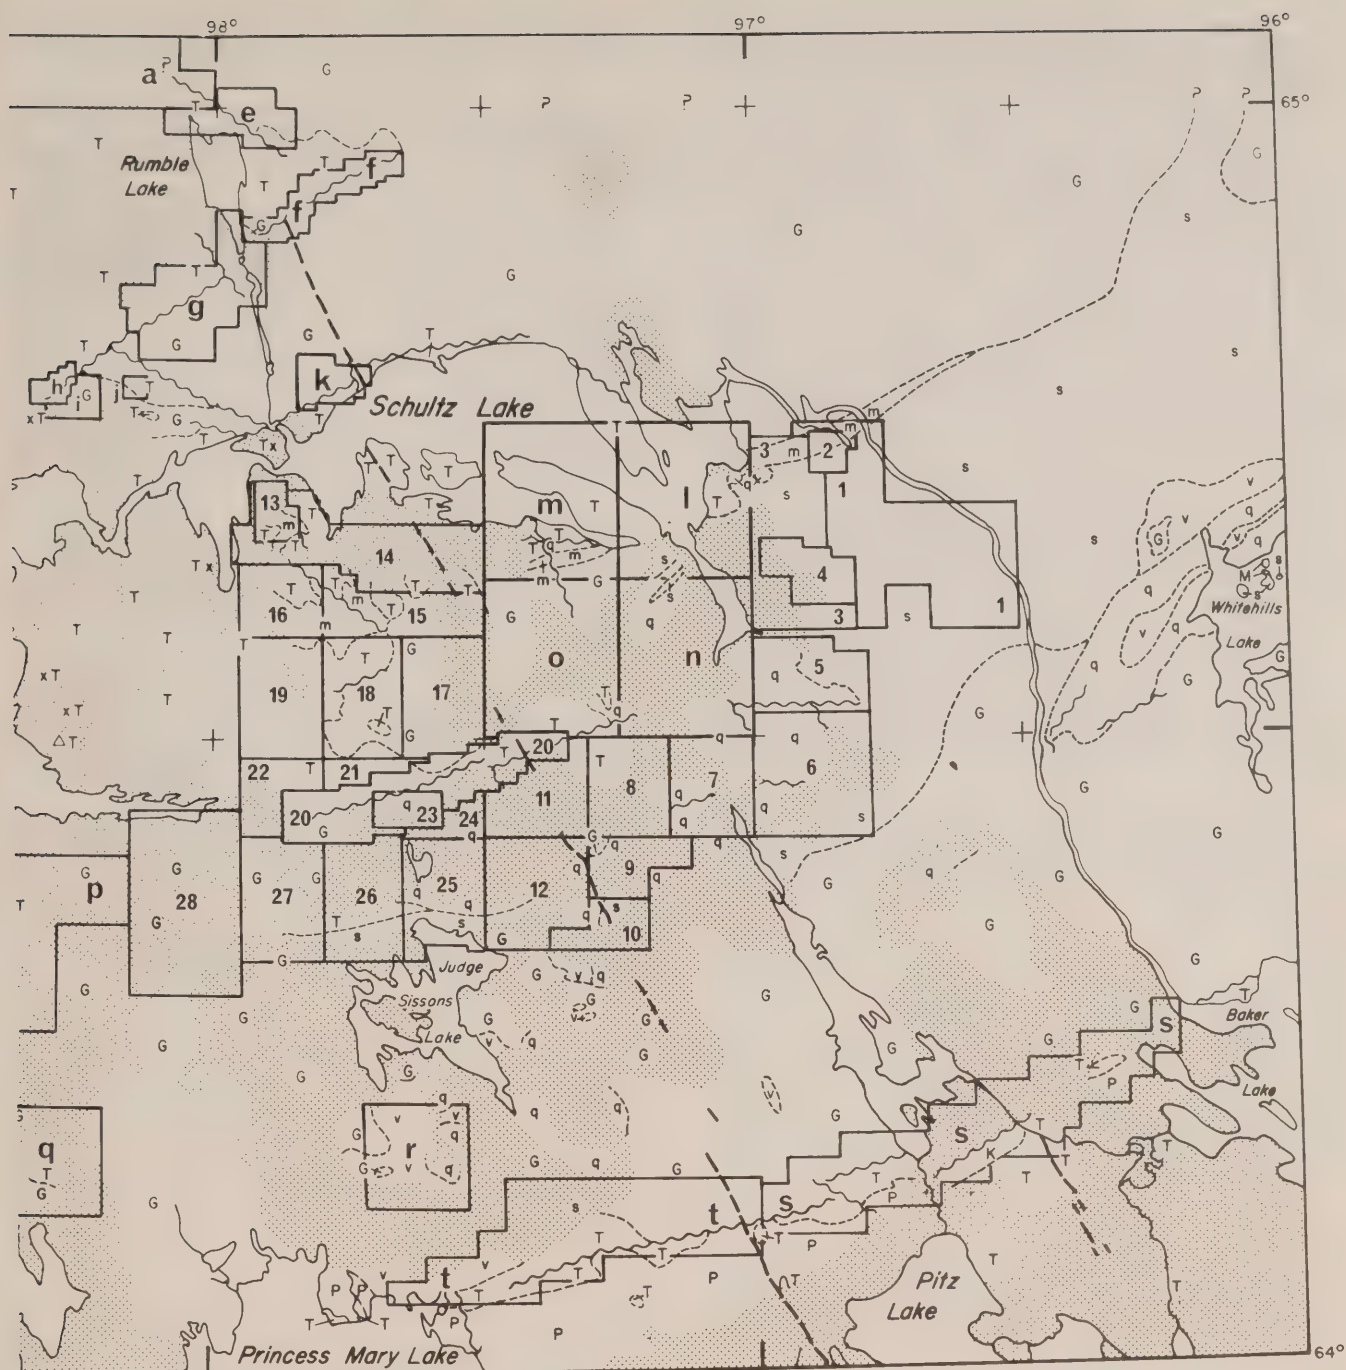 98° 97° 96°
a ? G
T e ? ? ? ? 65°
T G
Rumble
Lake
T T f
T G
T f G s
G
T T G
g
T G T s
G
h i G j T k
x T T G
T
Schultz Lake
s
T x T m
T T T 3 m m 2
13 m T l T q s 1 s v
T m T T q q
14 T m s 4 G v v q
T x T m G s s
M s
T 16 m 15 G q 3 s 1 Whitehills
T T T G
Lake
T o n 5 v G
x T 19 18 17 q q G
T T q G
x T T G T q q
Δ T 20 q 6
22 T 21 T T 7
20 q 23 24 11 8 q q G
G q G s G
G q 9 q s
p G G q q G q G
T 28 27 26 25 12
G T s q s s 10 G
G G G
Judge v q
Sissons G G
G G G v G G T
Lake q G Baker
G G G s
T K
G P Lake
q v q v G
G v q G s T
q r q K T T
T G v q G q G T T
G P
G s t s
T T T P
v v T
t P T
P P T T T Pitz
T T P P Lake T
Princess Mary Lake 64°